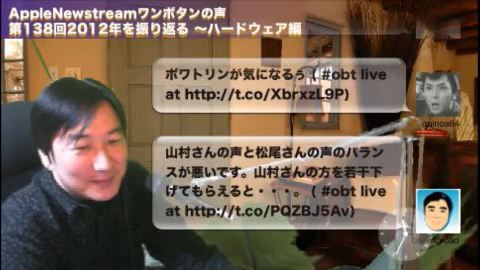 AppleNewstreamワンボタンの声
第138回2012年を振り返る ～ハードウェア編
ボワトリンが気になるぅ ( #obt live
at http://t.co/XbrxzL9P)
quinoa64
山村さんの声と松尾さんの声のバラン
スが悪いです。山村さんの方を若干下
げてもらえると・・・。 ( #obt live
at http://t.co/PQZBJ5Av)